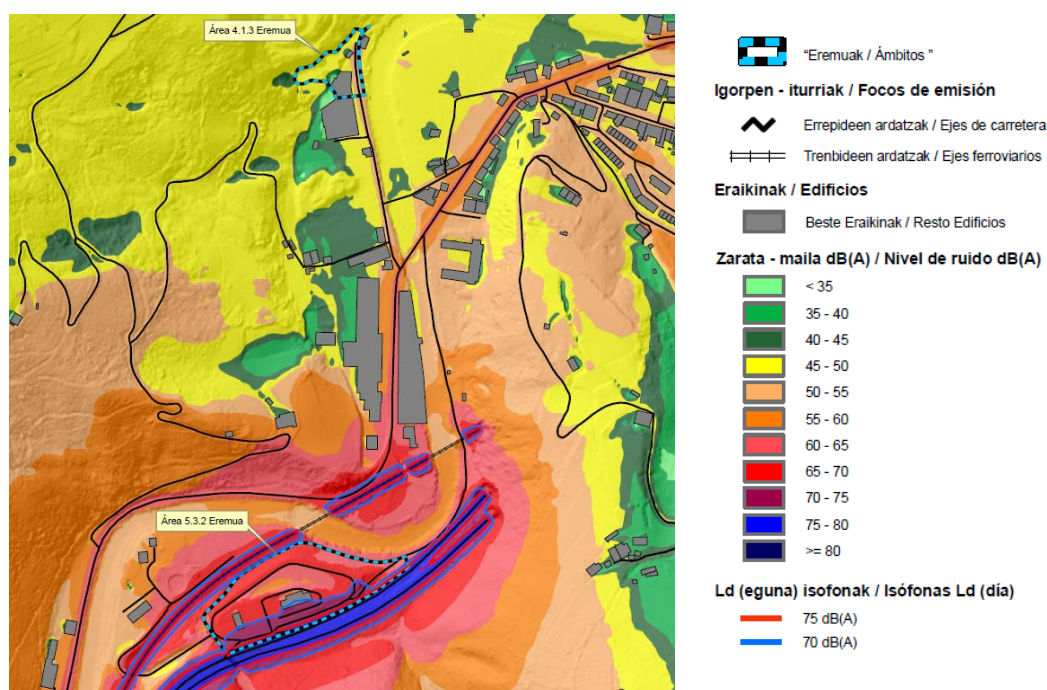 Área 4.1.3 Eremua
Área 5.3.2 Eremua
“Eremuak / Ámbitos ”
Igorpen - iturriak / Focos de emisión
Errepideen ardatzak / Ejes de carretera
Trenbideen ardatzak / Ejes ferroviarios
Eraikinak / Edificios
Beste Eraikinak / Resto Edificios
Zarata - maila dB(A) / Nivel de ruido dB(A)
< 35
35 - 40
40 - 45
45 - 50
50 - 55
55 - 60
60 - 65
65 - 70
70 - 75
75 - 80
>= 80
Ld (eguna) isofonak / Isófonas Ld (día)
75 dB(A)
70 dB(A)